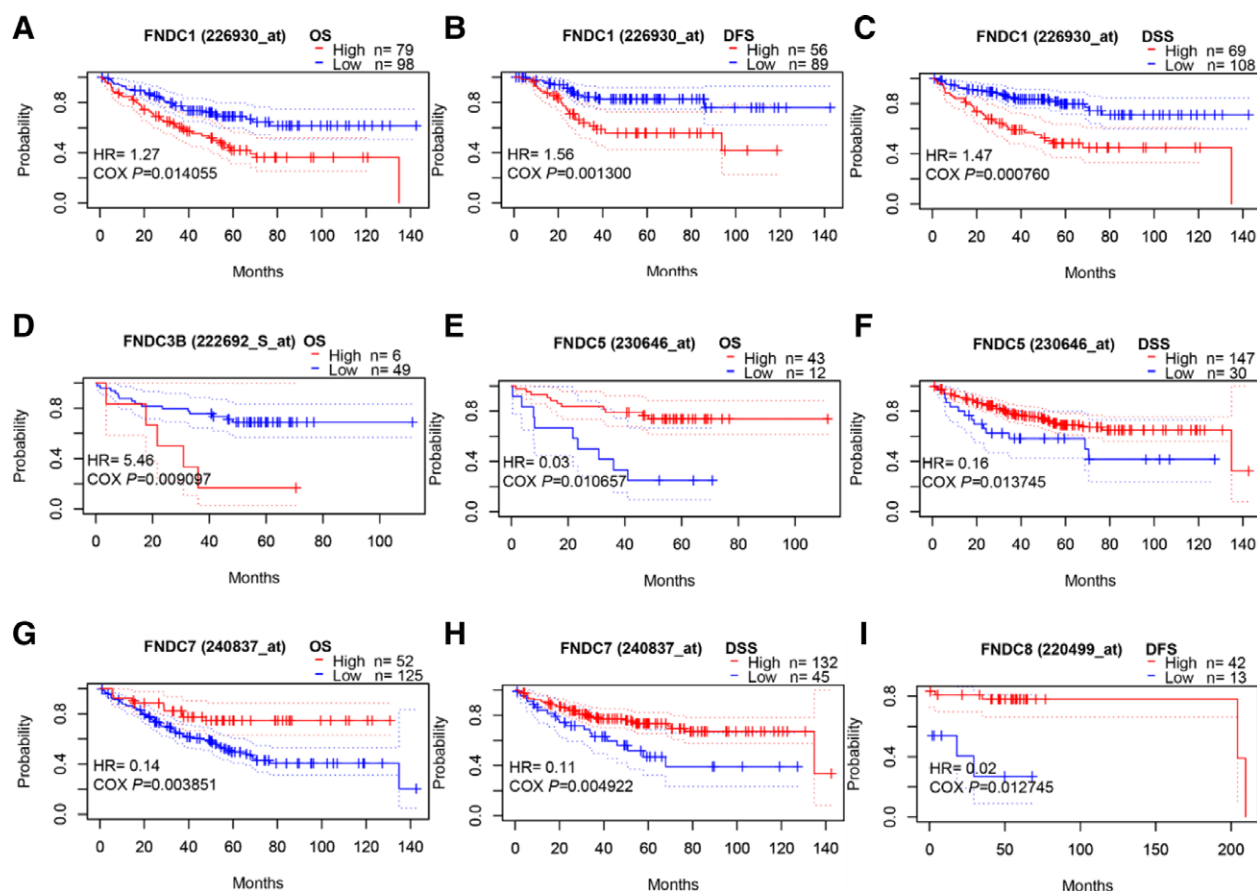 A
FNDC1 (226930_at) OS
High n= 79
Low n= 98
Probability
0.8
0.4
0.0
HR= 1.27
COX P=0.014055
0 20 40 60 80 100 120 140
Months
B
FNDC1 (226930_at) DFS
High n= 56
Low n= 89
Probability
0.8
0.4
0.0
HR= 1.56
COX P=0.001300
0 20 40 60 80 100 120 140
Months
C
FNDC1 (226930_at) DSS
High n= 69
Low n= 108
Probability
0.8
0.4
0.0
HR= 1.47
COX P=0.000760
0 20 40 60 80 100 120 140
Months
D
FNDC3B (222692_S_at) OS
High n= 6
Low n= 49
Probability
0.8
0.4
0.0
HR= 5.46
COX P=0.009097
0 20 40 60 80 100
Months
E
FNDC5 (230646_at) OS
High n= 43
Low n= 12
Probability
0.8
0.4
0.0
HR= 0.03
COX P=0.010657
0 20 40 60 80 100
Months
F
FNDC5 (230646_at) DSS
High n= 147
Low n= 30
Probability
0.8
0.4
0.0
HR= 0.16
COX P=0.013745
0 20 40 60 80 100 120 140
Months
G
FNDC7 (240837_at) OS
High n= 52
Low n= 125
Probability
0.8
0.4
0.0
HR= 0.14
COX P=0.003851
0 20 40 60 80 100 120 140
Months
H
FNDC7 (240837_at) DSS
High n= 132
Low n= 45
Probability
0.8
0.4
0.0
HR= 0.11
COX P=0.004922
0 20 40 60 80 100 120 140
Months
I
FNDC8 (220499_at) DFS
High n= 42
Low n= 13
Probability
0.8
0.4
0.0
HR= 0.02
COX P=0.012745
0 50 100 150 200
Months